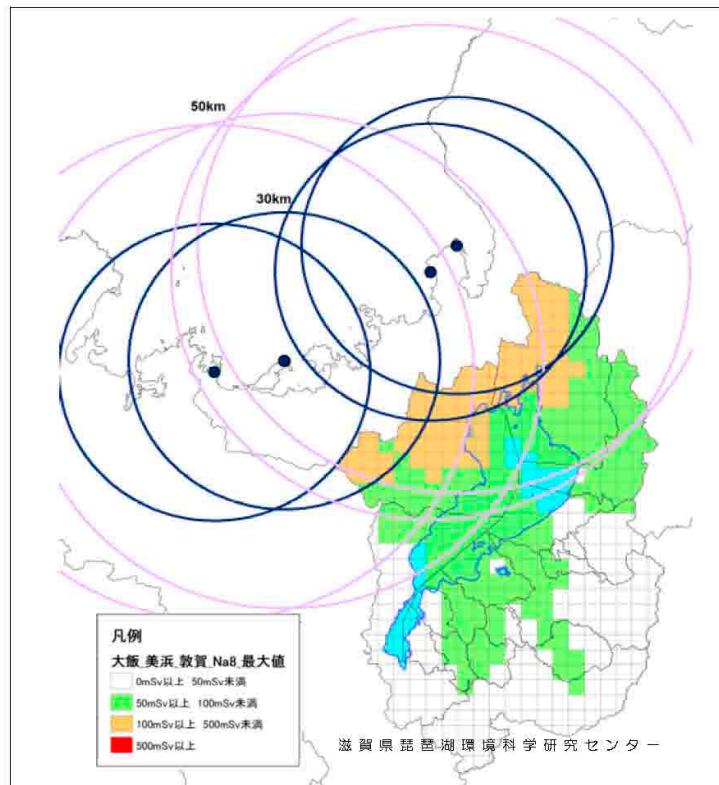 50km
30km
凡例
大飯_美浜_敦賀_Na8_最大値
0mSv以上 50mSv未満
50mSv以上 100mSv未満
100mSv以上 500mSv未満
500mSv以上
滋賀県琵琶湖環境科学研究センター